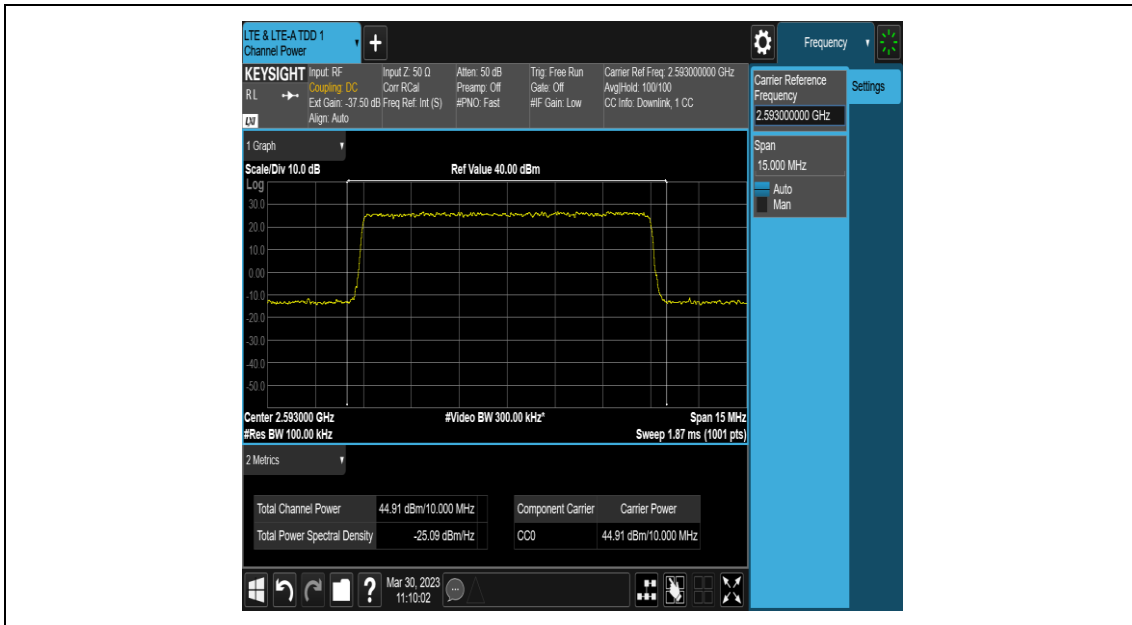 LTE & LTE-A TDD 1
Channel Power
+
Frequency
KEYSIGHT
RL
LXI
Input: RF
Coupling: DC
Ext Gain: -37.50 dB
Align: Auto
Input Z: 50 Ω
Corr RCal
Freq Ref: Int (S)
Atten: 50 dB
Preamp: Off
#PNO: Fast
Trig: Free Run
Gate: Off
#IF Gain: Low
Carrier Ref Freq: 2.593000000 GHz
Avg|Hold: 100/100
CC Info: Downlink, 1 CC
Carrier Reference
Frequency
2.593000000 GHz
Settings
Span
15.000 MHz
Auto
Man
1 Graph
Scale/Div 10.0 dB
Ref Value 40.00 dBm
Log
30.0
20.0
10.0
0.00
-10.0
-20.0
-30.0
-40.0
-50.0
Center 2.593000 GHz
#Video BW 300.00 kHz*
Span 15 MHz
#Res BW 100.00 kHz
Sweep 1.87 ms (1001 pts)
2 Metrics
Total Channel Power 44.91 dBm/10.000 MHz
Total Power Spectral Density -25.09 dBm/Hz
Component Carrier Carrier Power
CC0 44.91 dBm/10.000 MHz
?
Mar 30, 2023
11:10:02